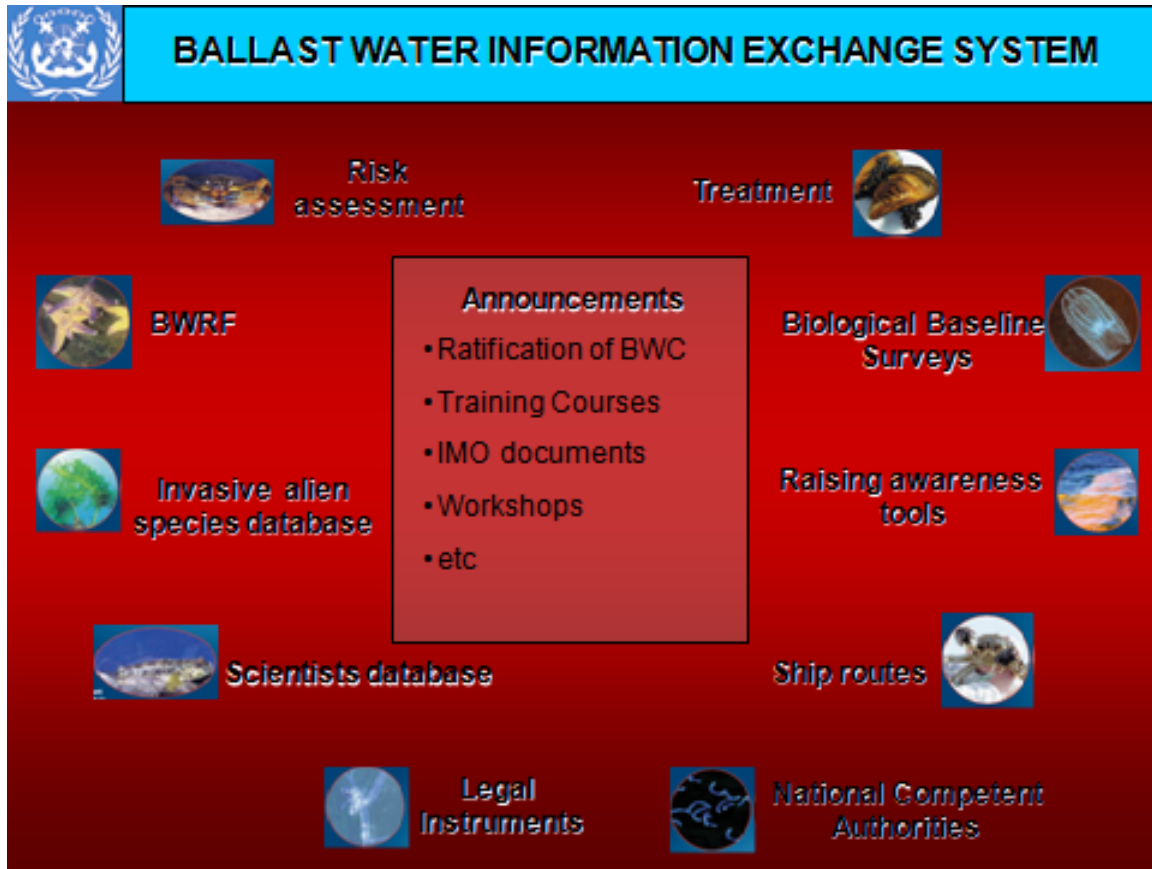 BALLAST WATER INFORMATION EXCHANGE SYSTEM
Risk
assessment
Treatment
BWRF
Announcements
• Ratification of BWC
• Training Courses
• IMO documents
• Workshops
• etc
Biological Baseline
Surveys
Invasive alien
species database
Raising awareness
tools
Scientists database
Ship routes
Legal
Instruments
National Competent
Authorities